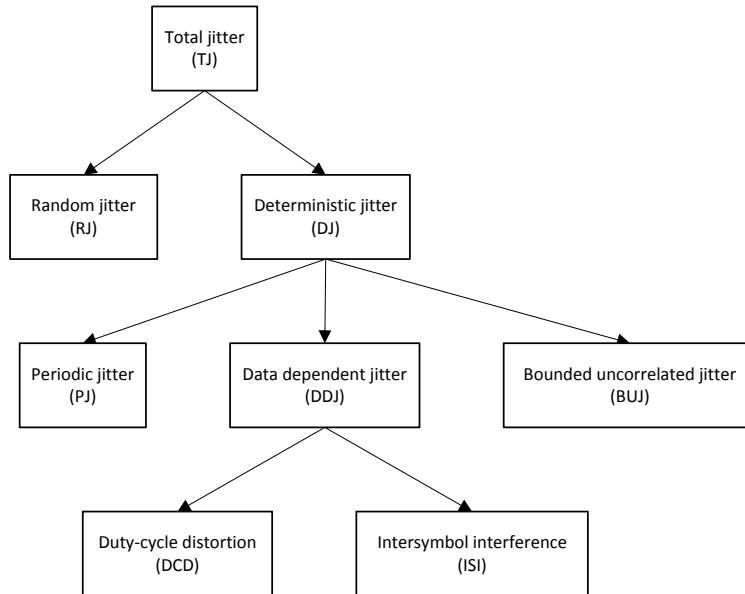 Total jitter
(TJ)
Random jitter
(RJ)
Deterministic jitter
(DJ)
Periodic jitter
(PJ)
Data dependent jitter
(DDJ)
Bounded uncorrelated jitter
(BUJ)
Duty-cycle distortion
(DCD)
Intersymbol interference
(ISI)